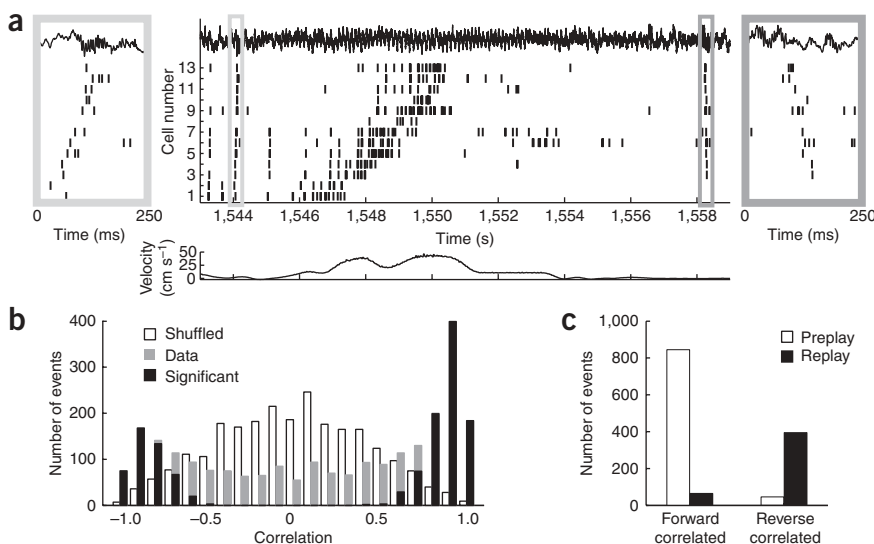 a
Cell number
13
11
9
7
5
3
1
0 250
Time (ms)
1,544 1,546 1,548 1,550 1,552 1,554 1,556 1,558
Time (s)
0 250
Time (ms)
Velocity
(cm s–1)
50
25
0
b
Number of events
400
300
200
100
0
Shuffled
Data
Significant
–1.0 –0.5 0 0.5 1.0
Correlation
c
Number of events
1,000
800
600
400
200
0
Preplay
Replay
Forward
correlated
Reverse
correlated